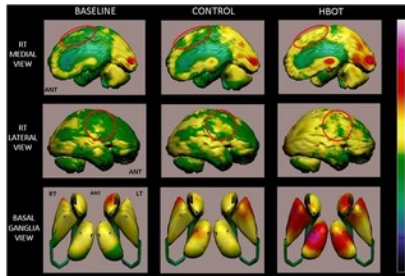 BASELINE CONTROL HBOT
RT
MEDIAL
VIEW
ANT
RT
LATERAL
VIEW
ANT
BASAL
GANGLIA
VIEW
RT ANT LT